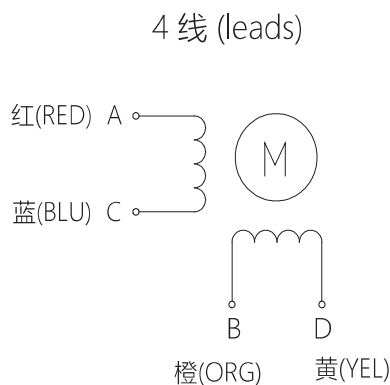 4 线 (leads)
红(RED) A
M
蓝(BLU) C
B D
橙(ORG) 黄(YEL)